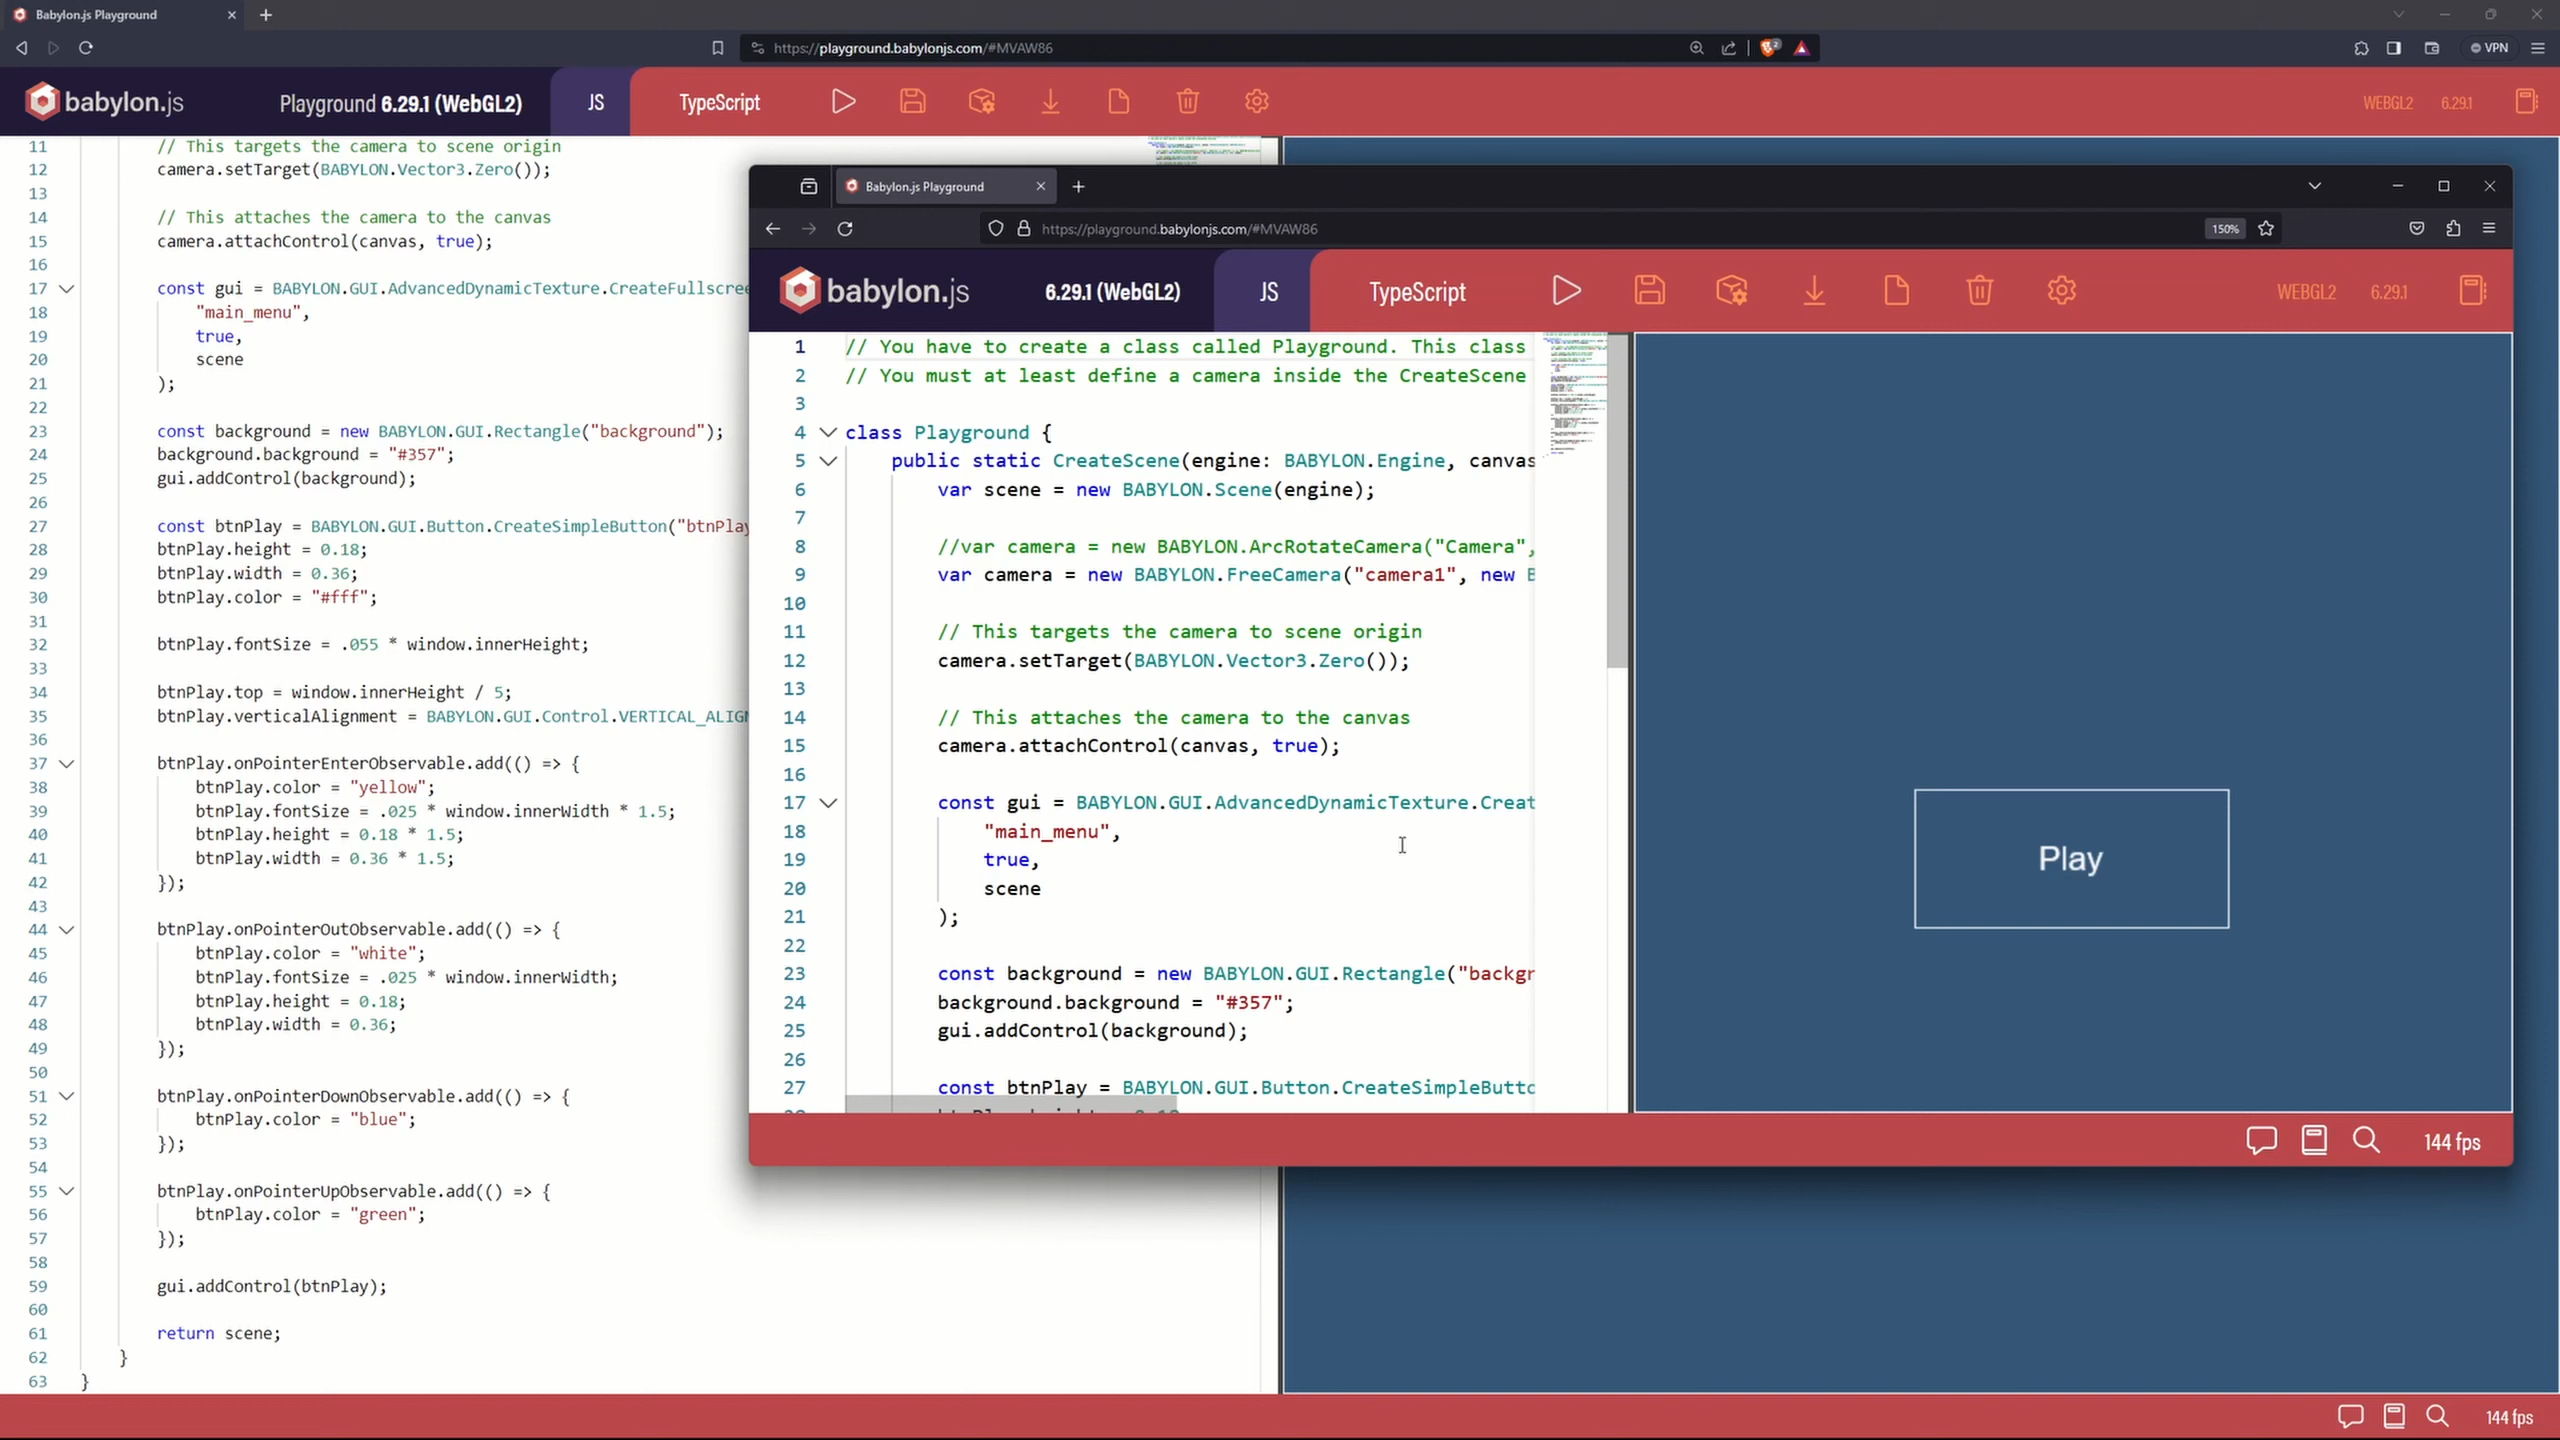 Babylon.js Playground
https://playground.babylonjs.com/#MVAW86
VPN
babylon.js
Playground 6.29.1 (WebGL2)
JS
TypeScript
WEBGL2
6.29.1
11 // This targets the camera to scene origin
12 camera.setTarget(BABYLON.Vector3.Zero());
13
14 // This attaches the camera to the canvas
15 camera.attachControl(canvas, true);
16
17 const gui = BABYLON.GUI.AdvancedDynamicTexture.CreateFullscre
18 "main_menu",
19 true,
20 scene
21 );
22
23 const background = new BABYLON.GUI.Rectangle("background");
24 background.background = "#357";
25 gui.addControl(background);
26
27 const btnPlay = BABYLON.GUI.Button.CreateSimpleButton("btnPlay
28 btnPlay.height = 0.18;
29 btnPlay.width = 0.36;
30 btnPlay.color = "#fff";
31
32 btnPlay.fontSize = .055 * window.innerHeight;
33
34 btnPlay.top = window.innerHeight / 5;
35 btnPlay.verticalAlignment = BABYLON.GUI.Control.VERTICAL_ALIG
36
37 btnPlay.onPointerEnterObservable.add(() => {
38 btnPlay.color = "yellow";
39 btnPlay.fontSize = .025 * window.innerWidth * 1.5;
40 btnPlay.height = 0.18 * 1.5;
41 btnPlay.width = 0.36 * 1.5;
42 });
43
44 btnPlay.onPointerOutObservable.add(() => {
45 btnPlay.color = "white";
46 btnPlay.fontSize = .025 * window.innerWidth;
47 btnPlay.height = 0.18;
48 btnPlay.width = 0.36;
49 });
50
51 btnPlay.onPointerDownObservable.add(() => {
52 btnPlay.color = "blue";
53 });
54
55 btnPlay.onPointerUpObservable.add(() => {
56 btnPlay.color = "green";
57 });
58
59 gui.addControl(btnPlay);
60
61 return scene;
62 }
63 }
144 fps
Babylon.js Playground
https://playground.babylonjs.com/#MVAW86
150%
babylon.js
6.29.1 (WebGL2)
JS
TypeScript
WEBGL2
6.29.1
1 // You have to create a class called Playground. This class
2 // You must at least define a camera inside the CreateScene
3
4 class Playground {
5 public static CreateScene(engine: BABYLON.Engine, canvas
6 var scene = new BABYLON.Scene(engine);
7
8 //var camera = new BABYLON.ArcRotateCamera("Camera",
9 var camera = new BABYLON.FreeCamera("camera1", new B
10
11 // This targets the camera to scene origin
12 camera.setTarget(BABYLON.Vector3.Zero());
13
14 // This attaches the camera to the canvas
15 camera.attachControl(canvas, true);
16
17 const gui = BABYLON.GUI.AdvancedDynamicTexture.Creat
18 "main_menu",
19 true,
20 scene
21 );
22
23 const background = new BABYLON.GUI.Rectangle("backgr
24 background.background = "#357";
25 gui.addControl(background);
26
27 const btnPlay = BABYLON.GUI.Button.CreateSimpleButto
Play
144 fps